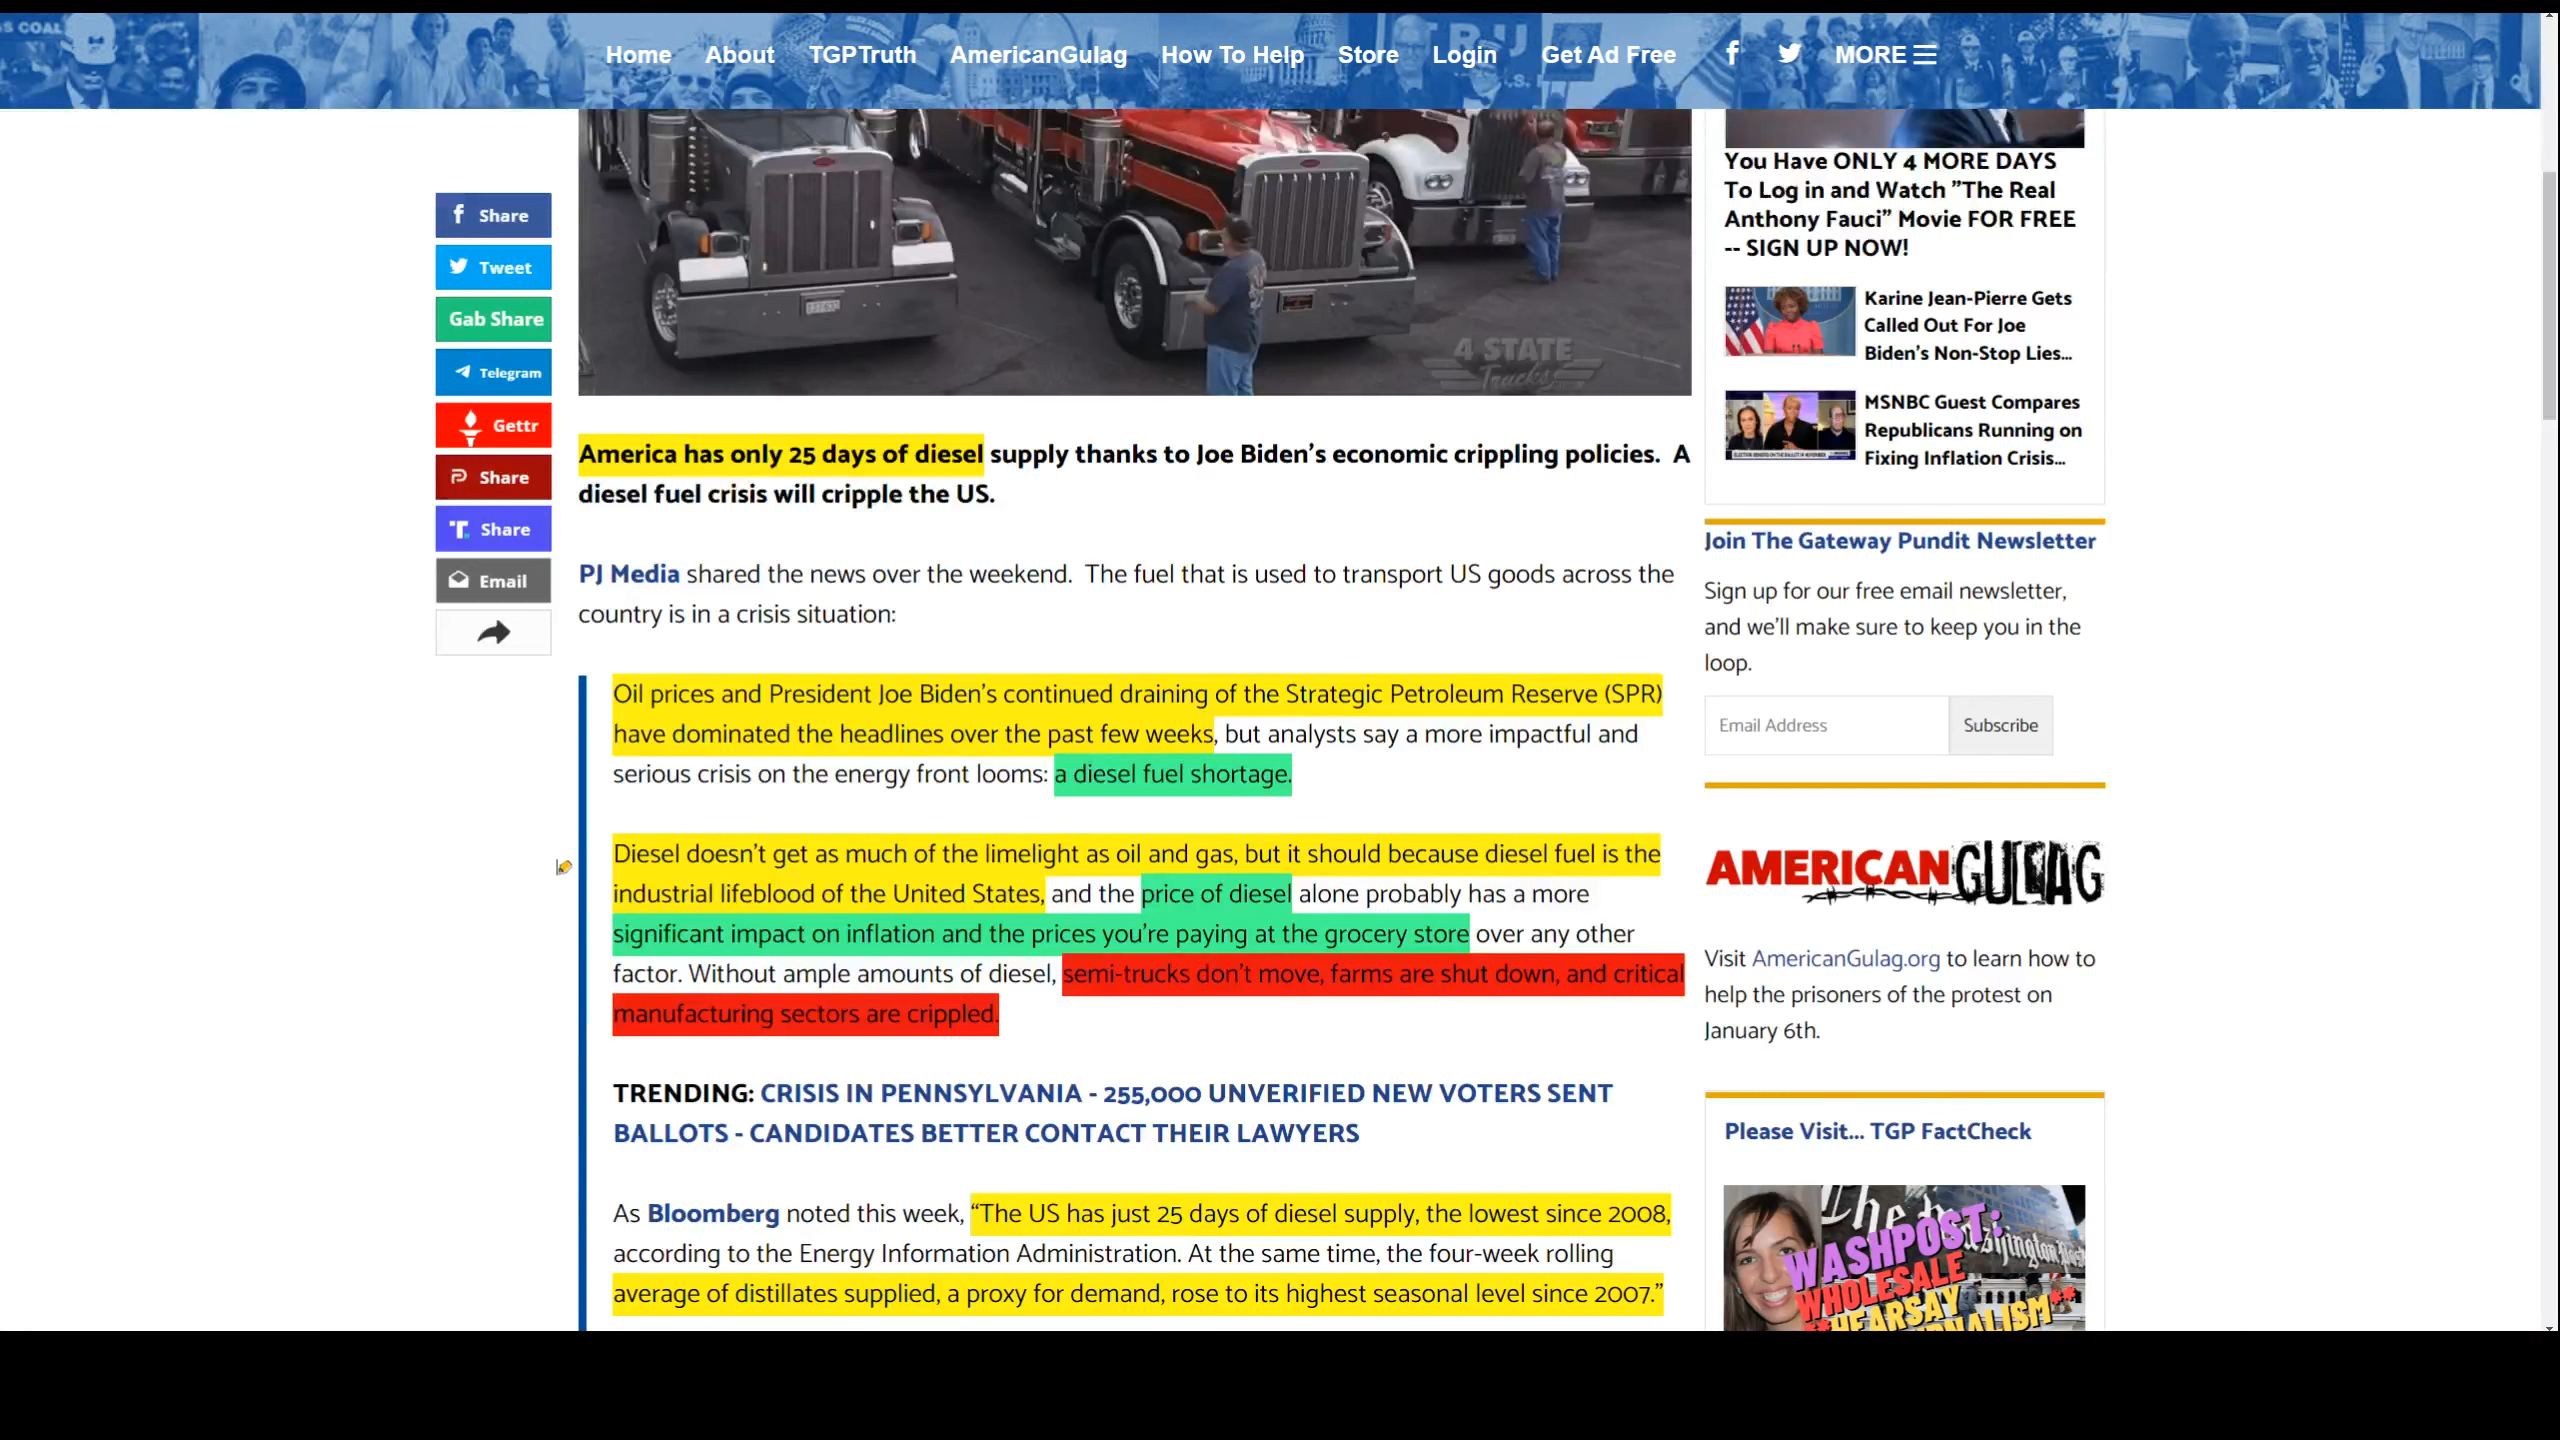 SS COAL
Home About TGPTruth AmericanGulag How To Help Store Login Get Ad Free MORE
Share
Tweet
Gab Share
Telegram
Gettr
Share
Share
Email
4 STATE
Trucks
America has only 25 days of diesel supply thanks to Joe Biden’s economic crippling policies. A
diesel fuel crisis will cripple the US.
PJ Media shared the news over the weekend. The fuel that is used to transport US goods across the
country is in a crisis situation:
Oil prices and President Joe Biden’s continued draining of the Strategic Petroleum Reserve (SPR)
have dominated the headlines over the past few weeks, but analysts say a more impactful and
serious crisis on the energy front looms: a diesel fuel shortage.
Diesel doesn’t get as much of the limelight as oil and gas, but it should because diesel fuel is the
industrial lifeblood of the United States, and the price of diesel alone probably has a more
significant impact on inflation and the prices you’re paying at the grocery store over any other
factor. Without ample amounts of diesel, semi-trucks don’t move, farms are shut down, and critical
manufacturing sectors are crippled.
TRENDING: CRISIS IN PENNSYLVANIA - 255,000 UNVERIFIED NEW VOTERS SENT
BALLOTS - CANDIDATES BETTER CONTACT THEIR LAWYERS
As Bloomberg noted this week, “The US has just 25 days of diesel supply, the lowest since 2008,
according to the Energy Information Administration. At the same time, the four-week rolling
average of distillates supplied, a proxy for demand, rose to its highest seasonal level since 2007.”
You Have ONLY 4 MORE DAYS
To Log in and Watch ”The Real
Anthony Fauci” Movie FOR FREE
-- SIGN UP NOW!
Karine Jean-Pierre Gets
Called Out For Joe
Biden’s Non-Stop Lies...
MSNBC Guest Compares
Republicans Running on
Fixing Inflation Crisis...
Join The Gateway Pundit Newsletter
Sign up for our free email newsletter,
and we’ll make sure to keep you in the
loop.
Email Address Subscribe
AMERICAN GULAG
Visit AmericanGulag.org to learn how to
help the prisoners of the protest on
January 6th.
Please Visit... TGP FactCheck
WASHPOST:
WHOLESALE
**HEARSAY